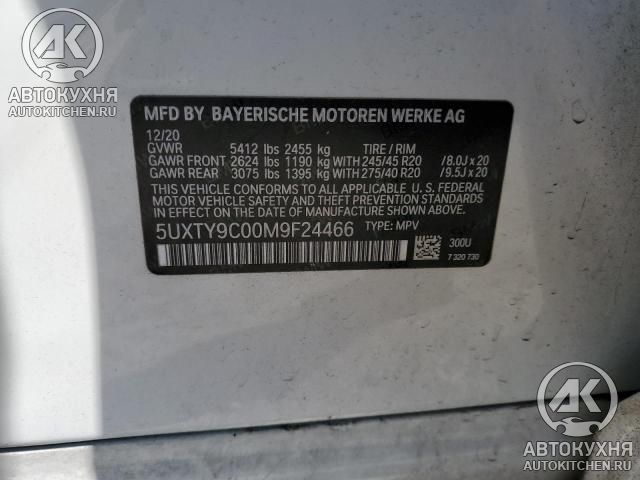 АК
АВТОКУХНЯ
AUTOKITCHEN.RU
MFD BY BAYERISCHE MOTOREN WERKE AG
12/20
GVWR 5412 lbs 2455 kg TIRE / RIM
GAWR FRONT 2624 lbs 1190 kg WITH 245/45 R20 /8.0J x 20
GAWR REAR 3075 lbs 1395 kg WITH 275/40 R20 /9.5J x 20
THIS VEHICLE CONFORMS TO ALL APPLICABLE U. S. FEDERAL
MOTOR VEHICLE SAFETY AND THEFT PREVENTION STANDARDS
IN EFFECT ON THE DATE OF MANUFACTURE SHOWN ABOVE.
5UXTY9C00M9F24466 TYPE: MPV
300U
7 320 730
АК
АВТОКУХНЯ
AUTOKITCHEN.RU